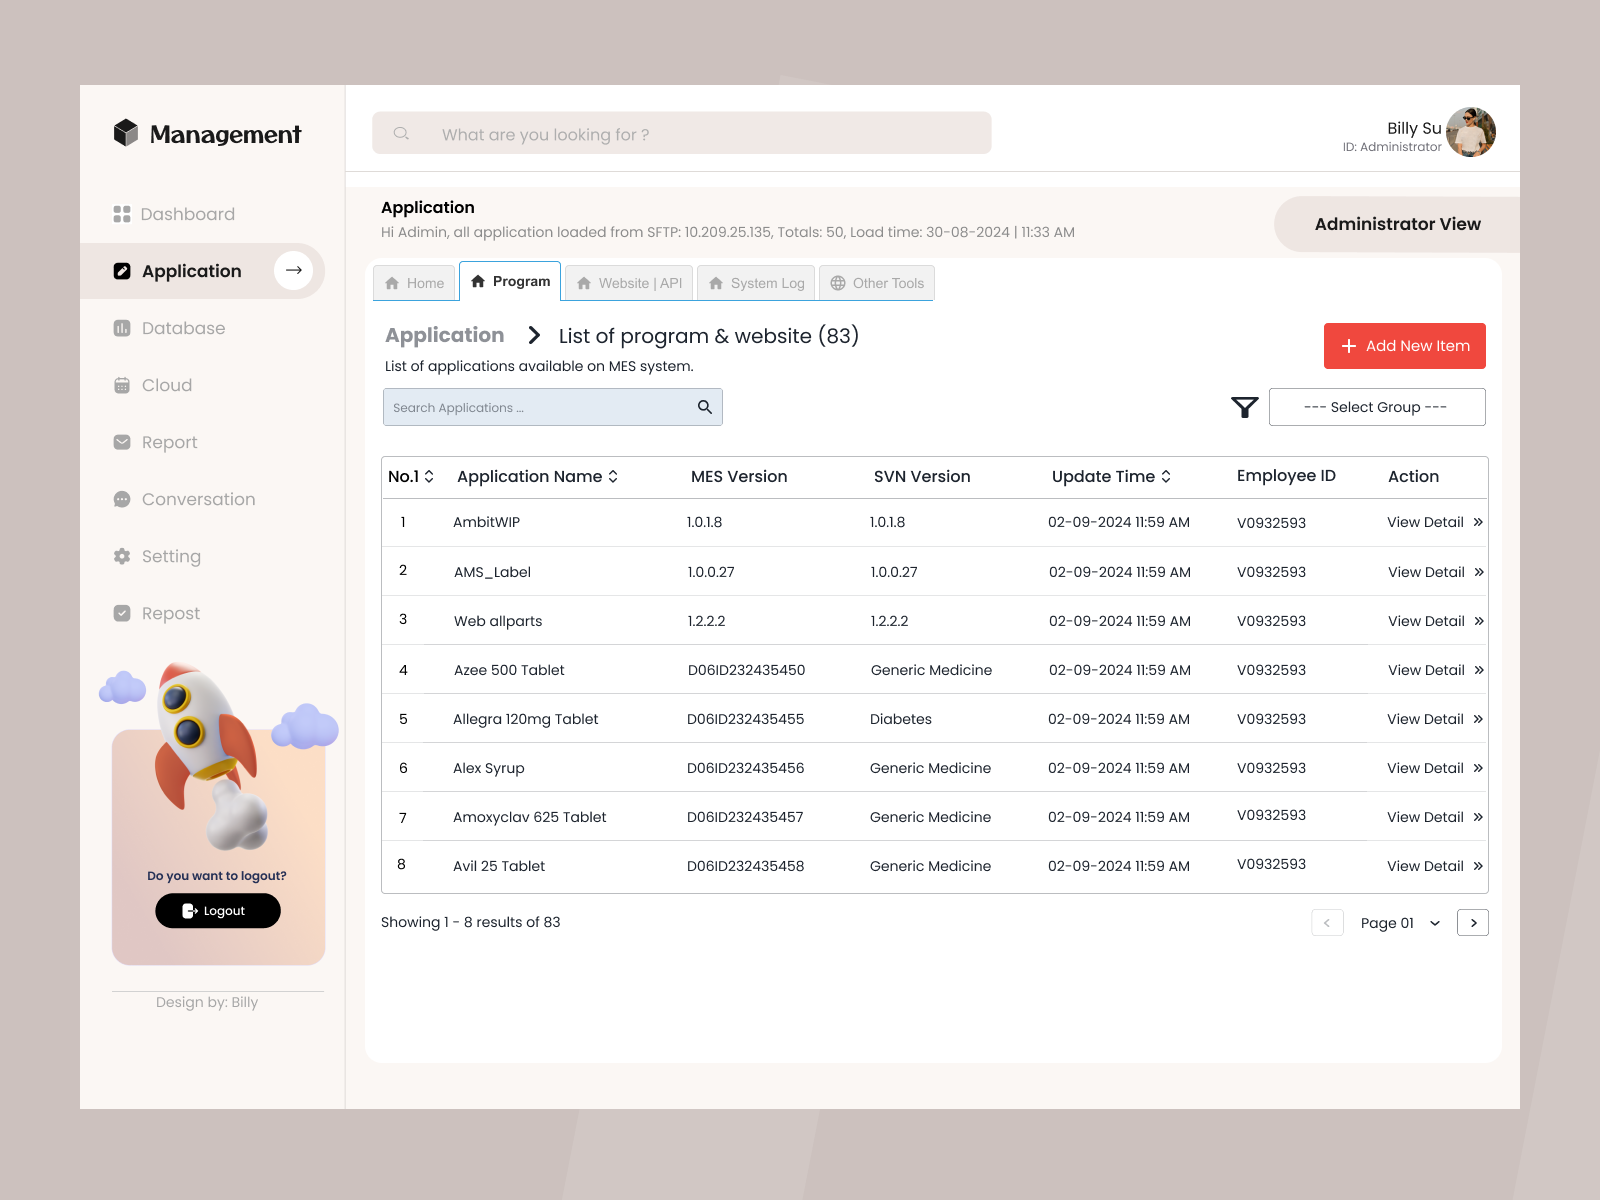 Management
What are you looking for ?
Billy Su
ID: Administrator
Dashboard
Application
Database
Cloud
Report
Conversation
Setting
Repost
Do you want to logout?
Logout
Design by: Billy
Application
Hi Adimin, all application loaded from SFTP: 10.209.25.135, Totals: 50, Load time: 30-08-2024 | 11:33 AM
Administrator View
Home Program Website | API System Log Other Tools
Application List of program & website (83)
List of applications available on MES system.
Add New Item
Search Applications ...
--- Select Group ---
No.1 Application Name MES Version SVN Version Update Time Employee ID Action
1 AmbitWIP 1.0.1.8 1.0.1.8 02-09-2024 11:59 AM V0932593 View Detail »
2 AMS_Label 1.0.0.27 1.0.0.27 02-09-2024 11:59 AM V0932593 View Detail »
3 Web allparts 1.2.2.2 1.2.2.2 02-09-2024 11:59 AM V0932593 View Detail »
4 Azee 500 Tablet D06ID232435450 Generic Medicine 02-09-2024 11:59 AM V0932593 View Detail »
5 Allegra 120mg Tablet D06ID232435455 Diabetes 02-09-2024 11:59 AM V0932593 View Detail »
6 Alex Syrup D06ID232435456 Generic Medicine 02-09-2024 11:59 AM V0932593 View Detail »
7 Amoxyclav 625 Tablet D06ID232435457 Generic Medicine 02-09-2024 11:59 AM V0932593 View Detail »
8 Avil 25 Tablet D06ID232435458 Generic Medicine 02-09-2024 11:59 AM V0932593 View Detail »
Showing 1 - 8 results of 83
< Page 01 >